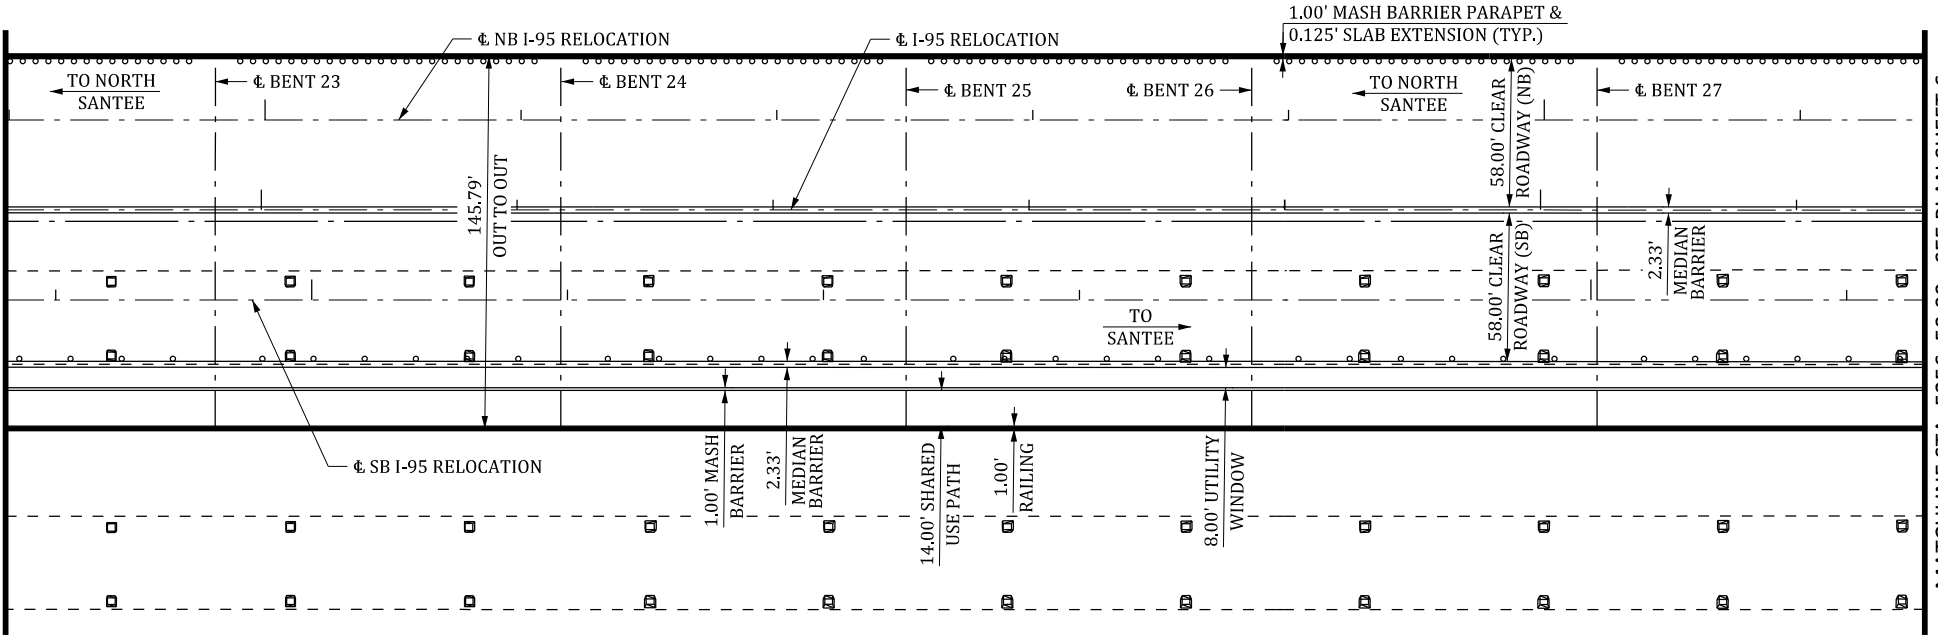 1.00' MASH BARRIER PARAPET &
0.125' SLAB EXTENSION (TYP.)
℄ NB I-95 RELOCATION
℄ I-95 RELOCATION
TO NORTH
SANTEE
℄ BENT 23
℄ BENT 24
℄ BENT 25
℄ BENT 26
TO NORTH
SANTEE
℄ BENT 27
58.00' CLEAR
ROADWAY (NB)
145.79'
OUT TO OUT
58.00' CLEAR
ROADWAY (SB)
2.33'
MEDIAN
BARRIER
TO
SANTEE
℄ SB I-95 RELOCATION
1.00' MASH
BARRIER
2.33'
MEDIAN
BARRIER
14.00' SHARED
USE PATH
1.00'
RAILING
8.00' UTILITY
WINDOW